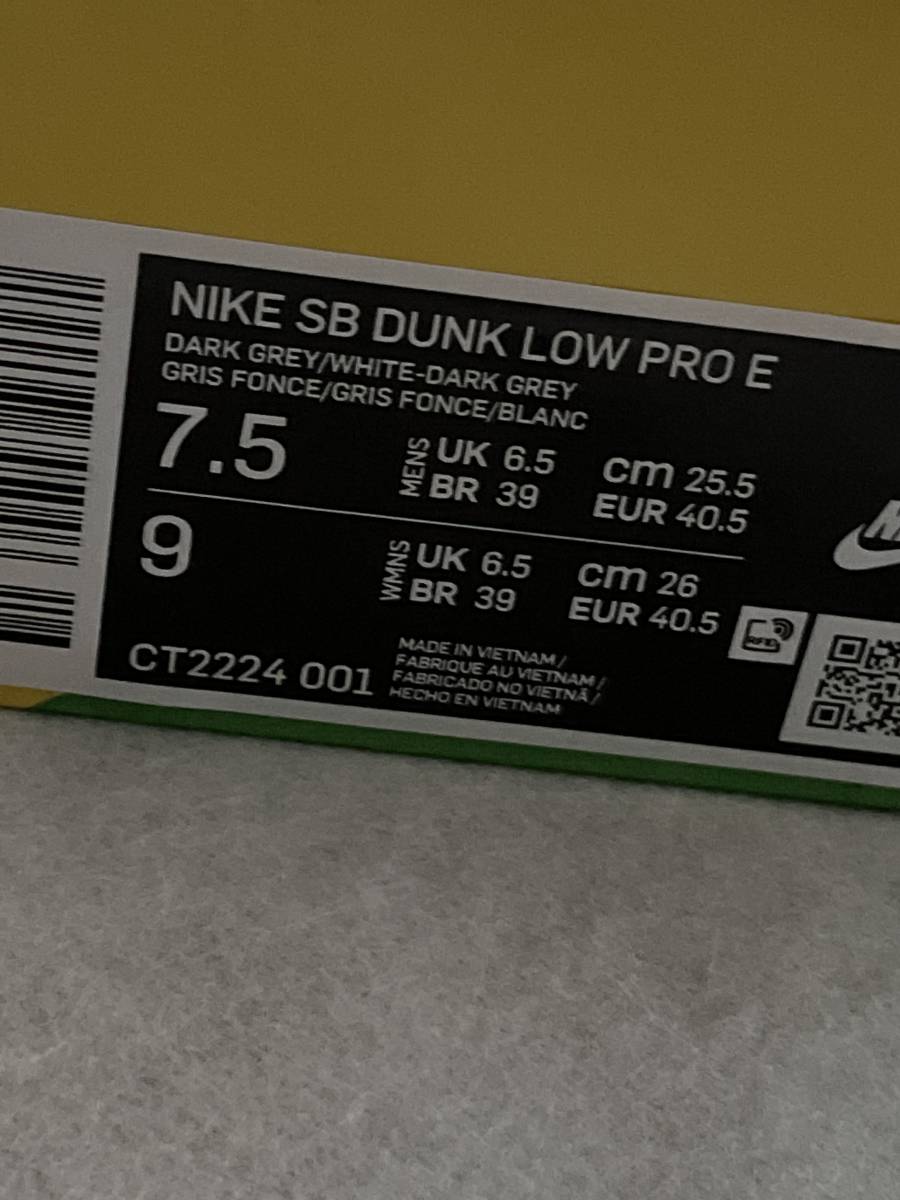 NIKE SB DUNK LOW PRO E
DARK GREY/WHITE-DARK GREY
GRIS FONCE/GRIS FONCE/BLANC
7.5 MENS UK 6.5 cm 25.5
BR 39 EUR 40.5
9 WMNS UK 6.5 cm 26
BR 39 EUR 40.5
RFID
CT2224 001
MADE IN VIETNAM/
FABRIQUE AU VIETNAM/
FABRICADO NO VIETNÃ/
HECHO EN VIETNAM